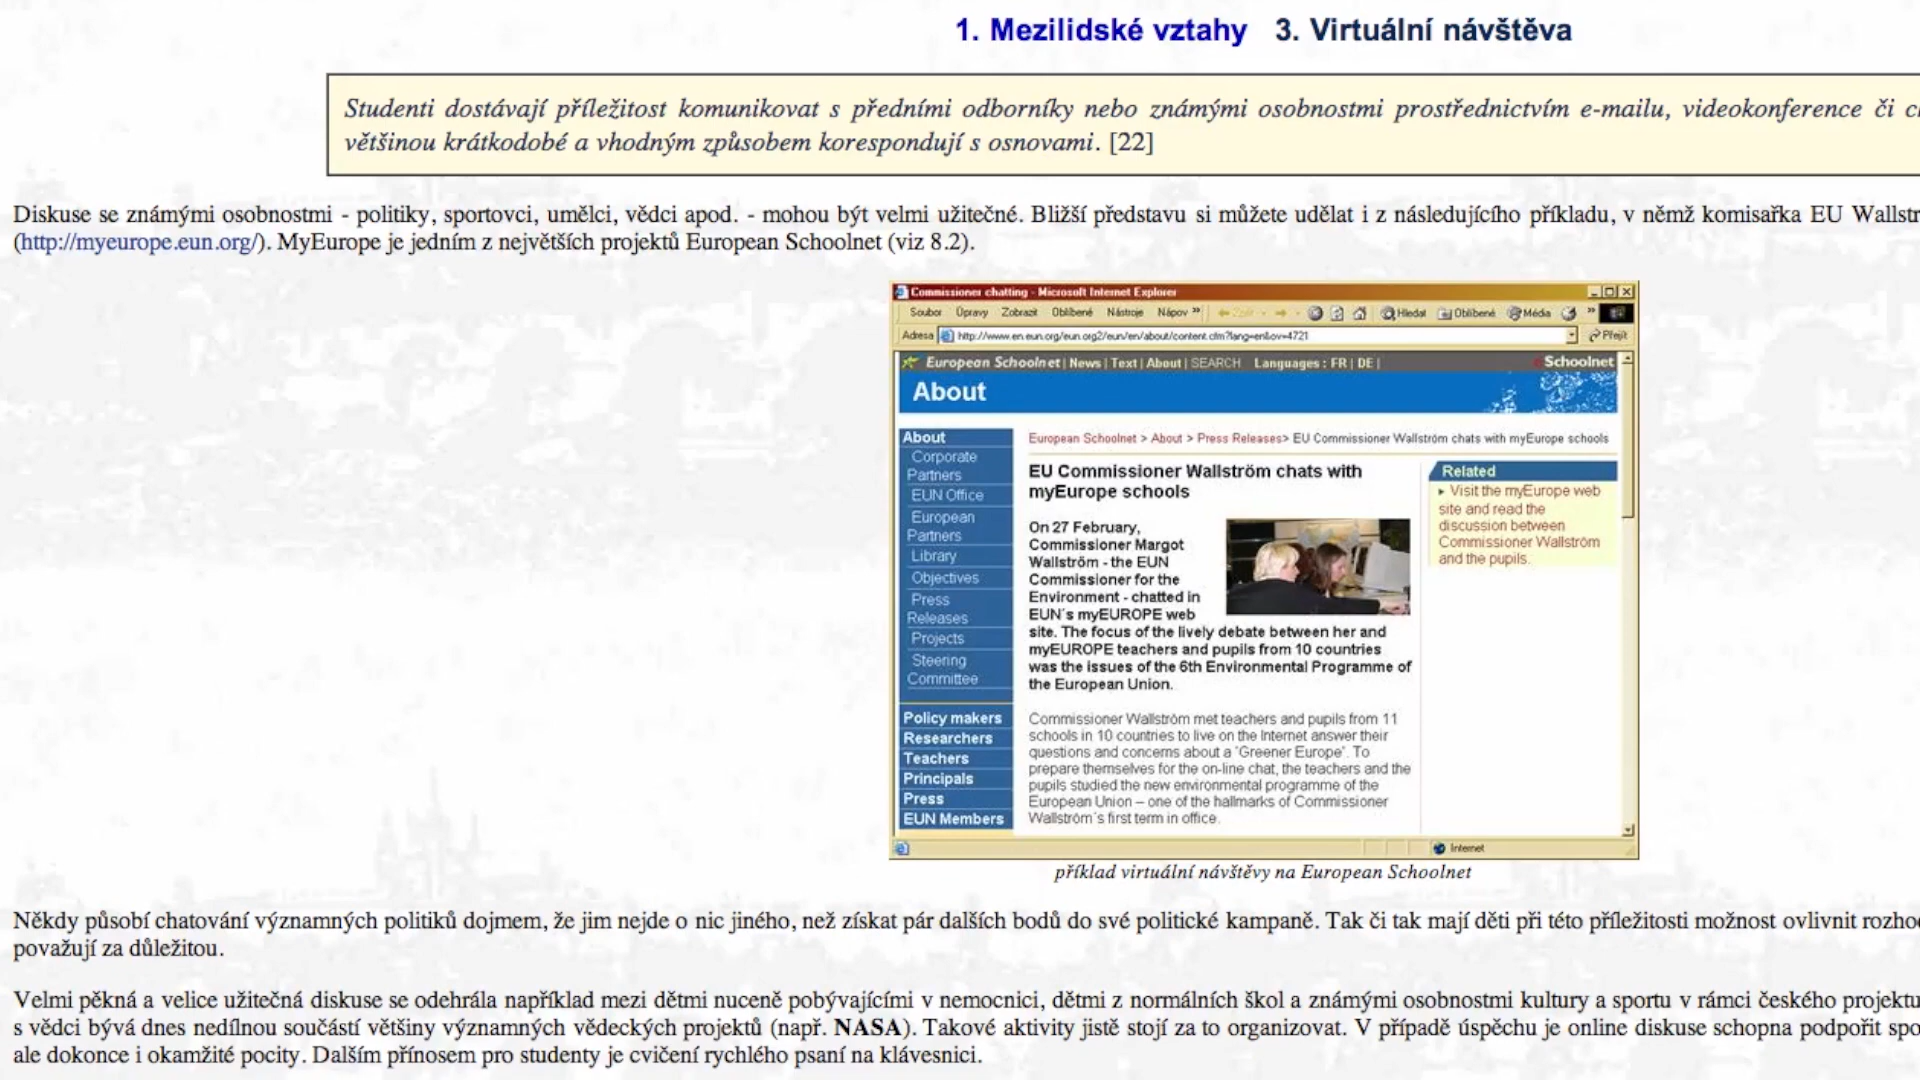 1. Mezilidské vztahy 3. Virtuální návštěva
Studenti dostávají příležitost komunikovat s předními odborníky nebo známými osobnostmi prostřednictvím e-mailu, videokonference či
většinou krátkodobé a vhodným způsobem korespondují s osnovami. [22]
Diskuse se známými osobnostmi - politiky, sportovci, umělci, vědci apod. - mohou být velmi užitečné. Bližší představu si můžete udělat i z následujícího příkladu, v němž komisařka EU
(http://myeurope.eun.org/). MyEurope je jedním z největších projektů European Schoolnet (viz 8.2).
Commissioner chatting - Microsoft Internet Explorer
Soubor Úpravy Zobrazit Oblíbené Nástroje Nápov »
Zpět Hledat Oblíbené Média »
Adresa http://www.en.eun.org/eun.org2/eun/en/about/content.cfm?lang=en&ov=4721 Přejít
European Schoolnet | News | Text | About | SEARCH Languages : FR | DE | eSchoolnet
About
About
Corporate
Partners
EUN Office
European
Partners
Library
Objectives
Press
Releases
Projects
Steering
Committee
Policy makers
Researchers
Teachers
Principals
Press
EUN Members
European Schoolnet > About > Press Releases> EU Commissioner Wallström chats with myEurope schools
EU Commissioner Wallström chats with
myEurope schools
On 27 February,
Commissioner Margot
Wallström - the EUN
Commissioner for the
Environment - chatted in
EUN´s myEUROPE web
site. The focus of the lively debate between her and
myEUROPE teachers and pupils from 10 countries
was the issues of the 6th Environmental Programme of
the European Union.
Commissioner Wallström met teachers and pupils from 11
schools in 10 countries to live on the Internet answer their
questions and concerns about a ´Greener Europe´. To
prepare themselves for the on-line chat, the teachers and the
pupils studied the new environmental programme of the
European Union – one of the hallmarks of Commissioner
Wallström´s first term in office.
Related
Visit the myEurope web
site and read the
discussion between
Commissioner Wallström
and the pupils.
Internet
příklad virtuální návštěvy na European Schoolnet
Někdy působí chatování významných politiků dojmem, že jim nejde o nic jiného, než získat pár dalších bodů do své politické kampaně. Tak či tak mají děti při této příležitosti možnost ovlivnit
považují za důležitou.
Velmi pěkná a velice užitečná diskuse se odehrála například mezi dětmi nuceně pobývajícími v nemocnici, dětmi z normálních škol a známými osobnostmi kultury a sportu v rámci českého projektu
s vědci bývá dnes nedílnou součástí většiny významných vědeckých projektů (např. NASA). Takové aktivity jistě stojí za to organizovat. V případě úspěchu je online diskuse schopna podpořit
ale dokonce i okamžité pocity. Dalším přínosem pro studenty je cvičení rychlého psaní na klávesnici.